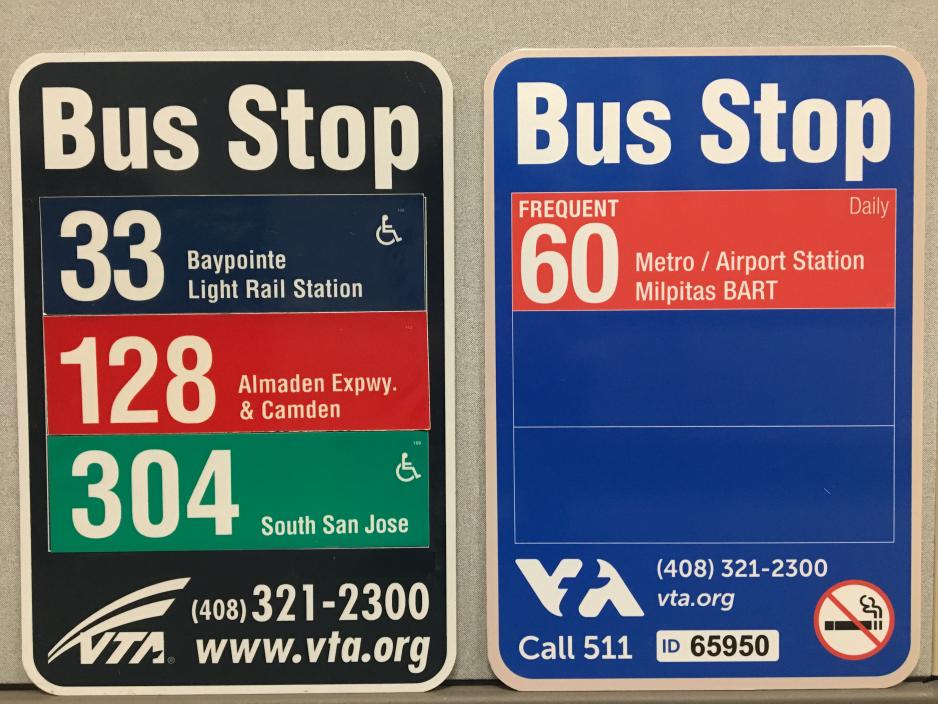 Bus Stop
33
Baypointe
Light Rail Station
128
Almaden Expwy.
& Camden
304
South San Jose
VTA
(408) 321-2300
www.vta.org
Bus Stop
FREQUENT
Daily
60
Metro / Airport Station
Milpitas BART
VTA
(408) 321-2300
vta.org
Call 511
ID 65950